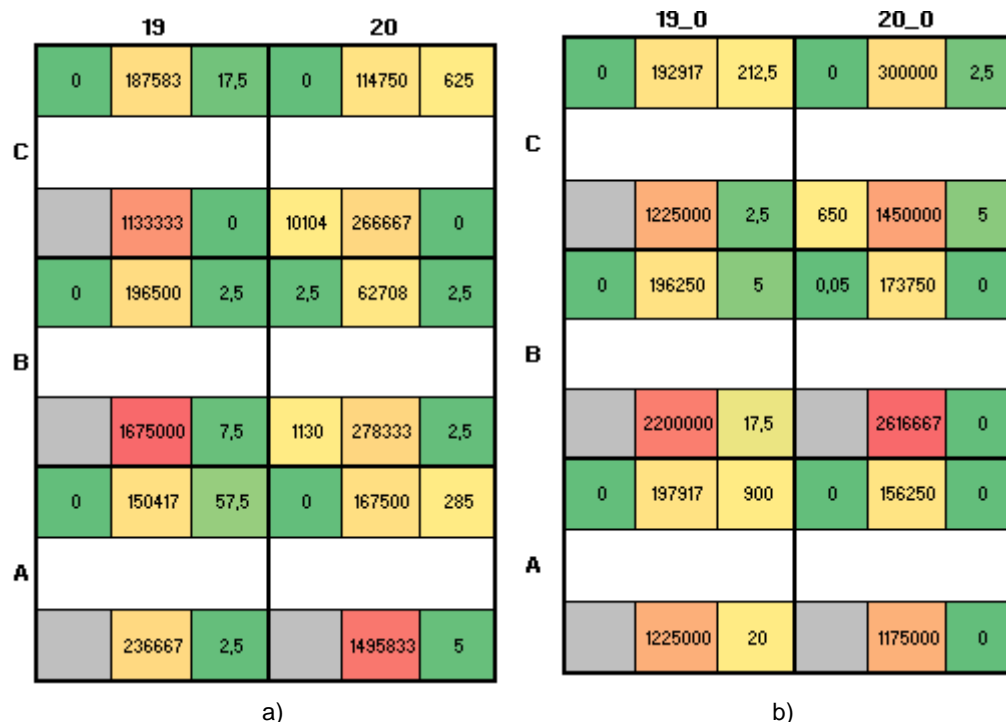 19 20
0 187583 17,5 0 114750 625
C
1133333 0 10104 266667 0
0 196500 2,5 2,5 62708 2,5
B
1675000 7,5 1130 278333 2,5
0 150417 57,5 0 167500 285
A
236667 2,5 1495833 5
a)
19_0 20_0
0 192917 212,5 0 300000 2,5
C
1225000 2,5 650 1450000 5
0 196250 5 0,05 173750 0
B
2200000 17,5 2616667 0
0 197917 900 0 156250 0
A
1225000 20 1175000 0
b)